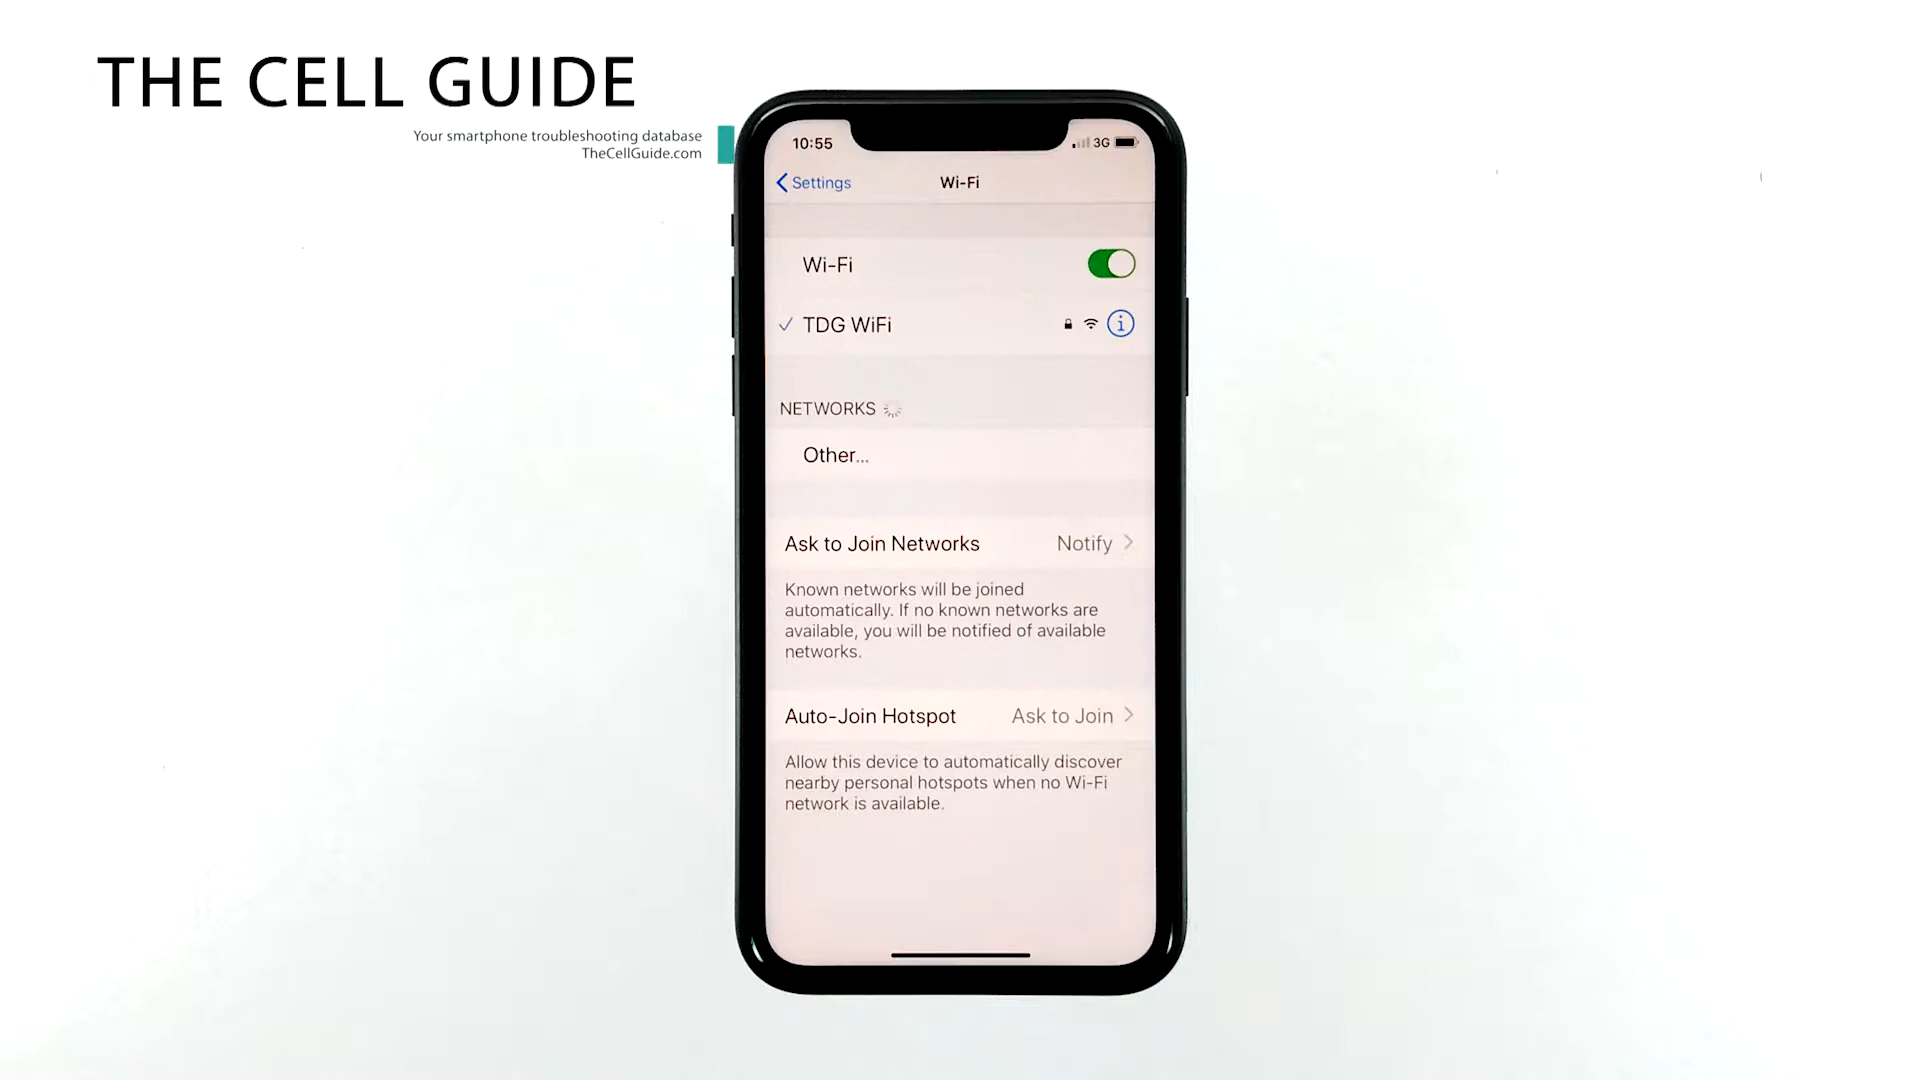 THE CELL GUIDE
Your smartphone troubleshooting database
TheCellGuide.com
10:55
3G
Settings
Wi-Fi
Wi-Fi
TDG WiFi
NETWORKS
Other...
Ask to Join Networks Notify
Known networks will be joined
automatically. If no known networks are
available, you will be notified of available
networks.
Auto-Join Hotspot Ask to Join
Allow this device to automatically discover
nearby personal hotspots when no Wi-Fi
network is available.